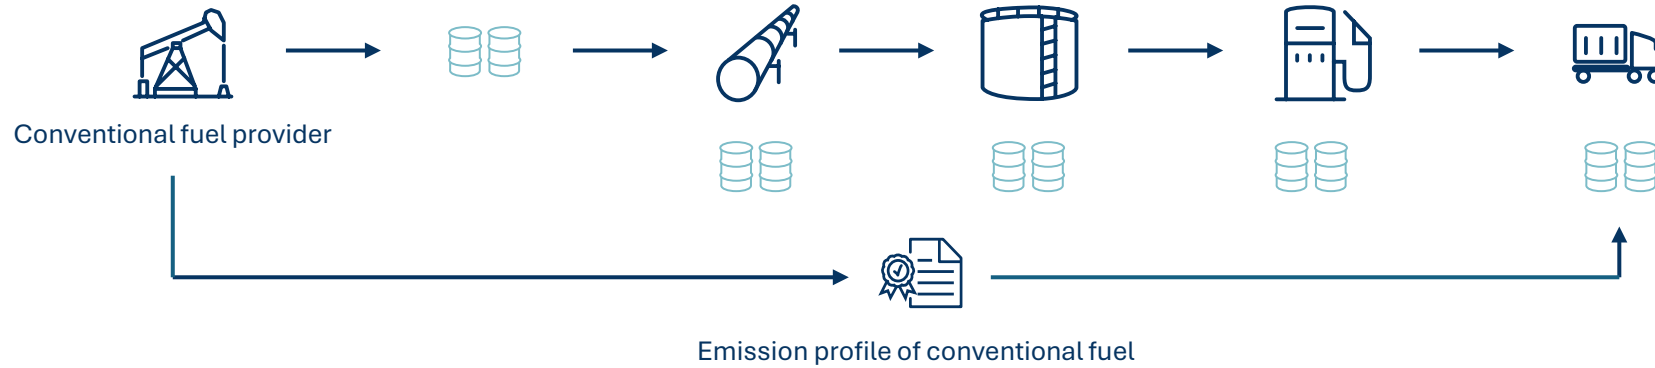 Conventional fuel provider
Emission profile of conventional fuel